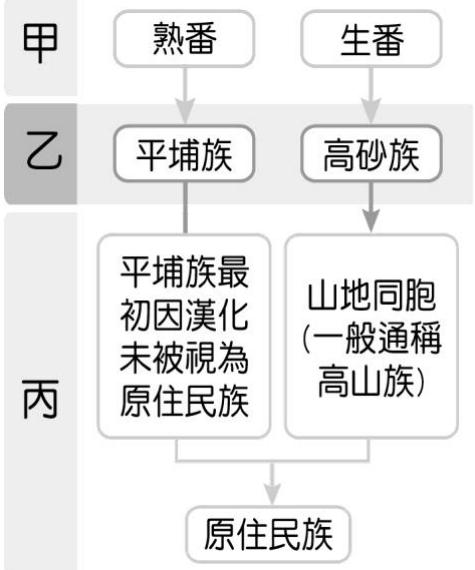 甲
熟番
生番
乙
平埔族
高砂族
丙
平埔族最
初因漢化
未被視為
原住民族
山地同胞
(一般通稱
高山族)
原住民族